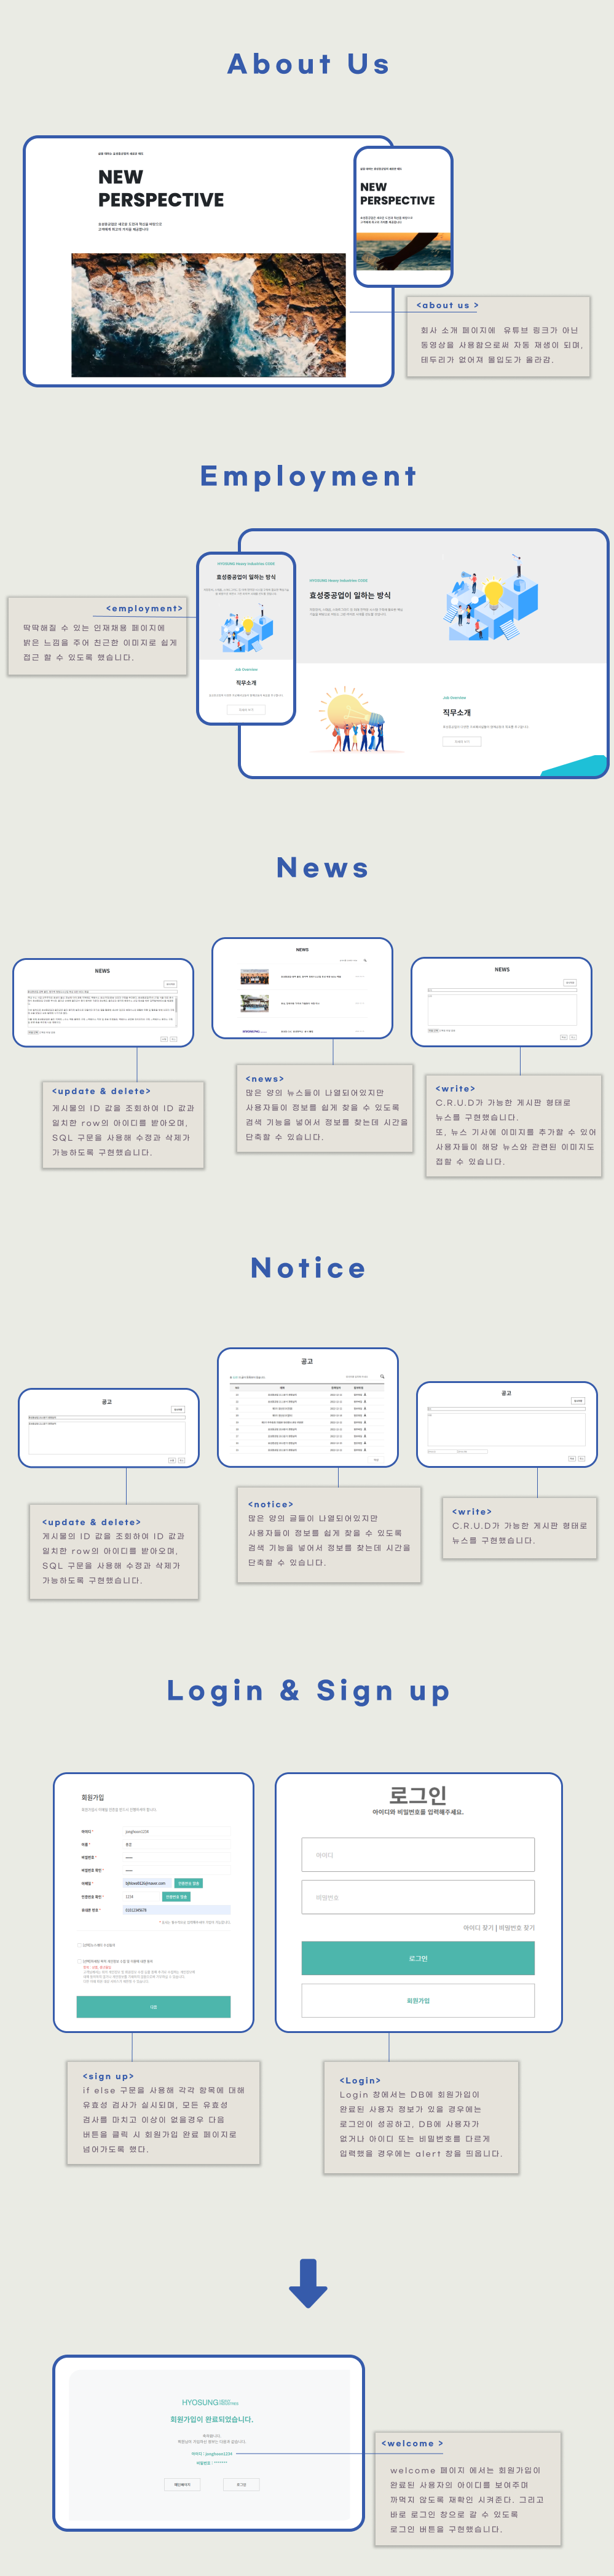 About Us
NEW
PERSPECTIVE
NEW
PERSPECTIVE
<about us >
회사 소개 페이지에 유튜브 링크가 아닌
동영상을 사용함으로써 자동 재생이 되며,
테두리가 없어져 몰입도가 올라감.
Employment
HYOSUNG Heavy Industries CODE
효성중공업이 일하는 방식
HYOSUNG Heavy Industries CODE
효성중공업이 일하는 방식
<employment>
딱딱해질 수 있는 인재채용 페이지에
밝은 느낌을 주어 친근한 이미지로 쉽게
접근 할 수 있도록 했습니다.
Job Overview
직무소개
Job Overview
직무소개
News
NEWS
NEWS
NEWS
<update & delete>
게시물의 ID 값을 조회하여 ID 값과
일치한 row의 아이디를 받아오며,
SQL 구문을 사용해 수정과 삭제가
가능하도록 구현했습니다.
<news>
많은 양의 뉴스들이 나열되어있지만
사용자들이 정보를 쉽게 찾을 수 있도록
검색 기능을 넣어서 정보를 찾는데 시간을
단축할 수 있습니다.
<write>
C.R.U.D가 가능한 게시판 형태로
뉴스를 구현했습니다.
또, 뉴스 기사에 이미지를 추가할 수 있어
사용자들이 해당 뉴스와 관련된 이미지도
접할 수 있습니다.
Notice
공고
공고
공고
<update & delete>
게시물의 ID 값을 조회하여 ID 값과
일치한 row의 아이디를 받아오며,
SQL 구문을 사용해 수정과 삭제가
가능하도록 구현했습니다.
<notice>
많은 양의 글들이 나열되어있지만
사용자들이 정보를 쉽게 찾을 수 있도록
검색 기능을 넣어서 정보를 찾는데 시간을
단축할 수 있습니다.
<write>
C.R.U.D가 가능한 게시판 형태로
뉴스를 구현했습니다.
Login & Sign up
회원가입
아이디 *
이름 *
비밀번호 *
비밀번호 확인 *
이메일 *
인증번호 확인 *
1234
휴대폰 번호 *
01012345678
다음
로그인
아이디와 비밀번호를 입력해주세요.
아이디
비밀번호
아이디 찾기 | 비밀번호 찾기
로그인
회원가입
<sign up>
if else 구문을 사용해 각각 항목에 대해
유효성 검사가 실시되며, 모든 유효성
검사를 마치고 이상이 없을경우 다음
버튼을 클릭 시 회원가입 완료 페이지로
넘어가도록 했다.
<Login>
Login 창에서는 DB에 회원가입이
완료된 사용자 정보가 있을 경우에는
로그인이 성공하고, DB에 사용자가
없거나 아이디 또는 비밀번호를 다르게
입력했을 경우에는 alert 창을 띄웁니다.
HYOSUNG
회원가입이 완료되었습니다.
아이디 : jonghoon1234
비밀번호 : *******
메인페이지
로그인
<welcome >
welcome 페이지 에서는 회원가입이
완료된 사용자의 아이디를 보여주며
까먹지 않도록 재확인 시켜준다. 그리고
바로 로그인 창으로 갈 수 있도록
로그인 버튼을 구현했습니다.